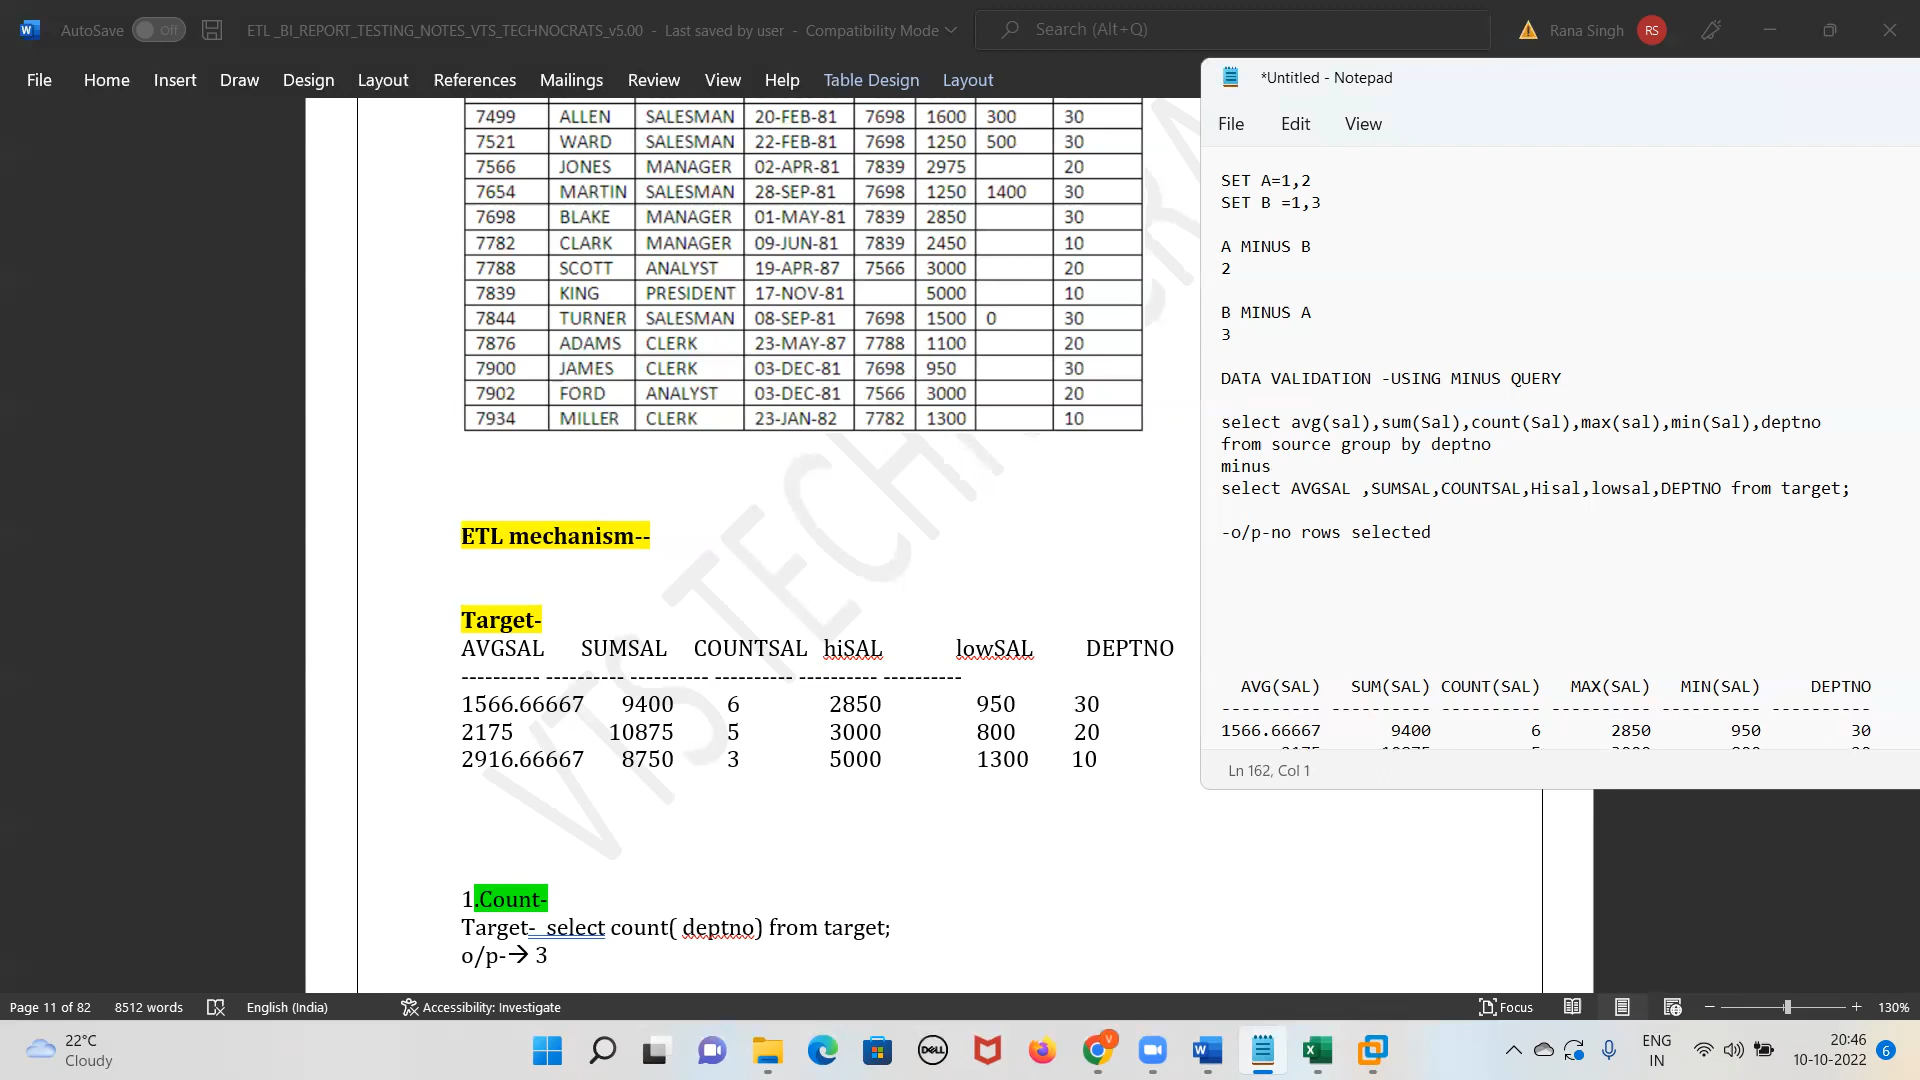 AutoSave Off ETL _BI_REPORT_TESTING_NOTES_VTS_TECHNOCRATS_v5.00 - Last saved by user - Compatibility Mode Search (Alt+Q) Rana Singh RS
File Home Insert Draw Design Layout References Mailings Review View Help Table Design Layout
7499 ALLEN SALESMAN 20-FEB-81 7698 1600 300 30
7521 WARD SALESMAN 22-FEB-81 7698 1250 500 30
7566 JONES MANAGER 02-APR-81 7839 2975 20
7654 MARTIN SALESMAN 28-SEP-81 7698 1250 1400 30
7698 BLAKE MANAGER 01-MAY-81 7839 2850 30
7782 CLARK MANAGER 09-JUN-81 7839 2450 10
7788 SCOTT ANALYST 19-APR-87 7566 3000 20
7839 KING PRESIDENT 17-NOV-81 5000 10
7844 TURNER SALESMAN 08-SEP-81 7698 1500 0 30
7876 ADAMS CLERK 23-MAY-87 7788 1100 20
7900 JAMES CLERK 03-DEC-81 7698 950 30
7902 FORD ANALYST 03-DEC-81 7566 3000 20
7934 MILLER CLERK 23-JAN-82 7782 1300 10
ETL mechanism--
Target-
AVGSAL SUMSAL COUNTSAL hiSAL lowSAL DEPTNO
---------- ---------- ---------- ---------- ----------
1566.66667 9400 6 2850 950 30
2175 10875 5 3000 800 20
2916.66667 8750 3 5000 1300 10
1.Count-
Target- select count( deptno) from target;
o/p-→ 3
*Untitled - Notepad
File Edit View
SET A=1,2
SET B =1,3
A MINUS B
2
B MINUS A
3
DATA VALIDATION -USING MINUS QUERY
select avg(sal),sum(Sal),count(Sal),max(sal),min(Sal),deptno
from source group by deptno
minus
select AVGSAL ,SUMSAL,COUNTSAL,Hisal,lowsal,DEPTNO from target;
-o/p-no rows selected
AVG(SAL) SUM(SAL) COUNT(SAL) MAX(SAL) MIN(SAL) DEPTNO
---------- ---------- ---------- ---------- ---------- ----------
1566.66667 9400 6 2850 950 30
Ln 162, Col 1
Page 11 of 82 8512 words English (India) Accessibility: Investigate Focus 130%
22°C
Cloudy
DELL
V
ENG
IN
20:46
10-10-2022
6